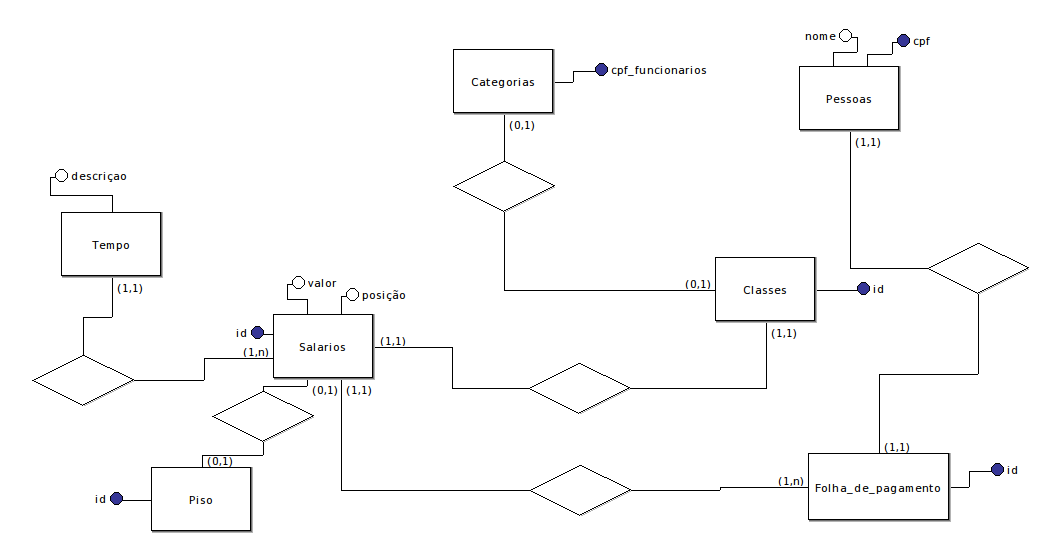 nome
cpf
Categorias
cpf_funcionarios
Pessoas
(0,1)
(1,1)
descriçao
Tempo
(1,1)
valor
posição
(0,1)
Classes
id
id
Salarios
(1,1)
(1,1)
(1,n)
(0,1)
(1,1)
(0,1)
(1,1)
id
Piso
(1,n)
Folha_de_pagamento
id